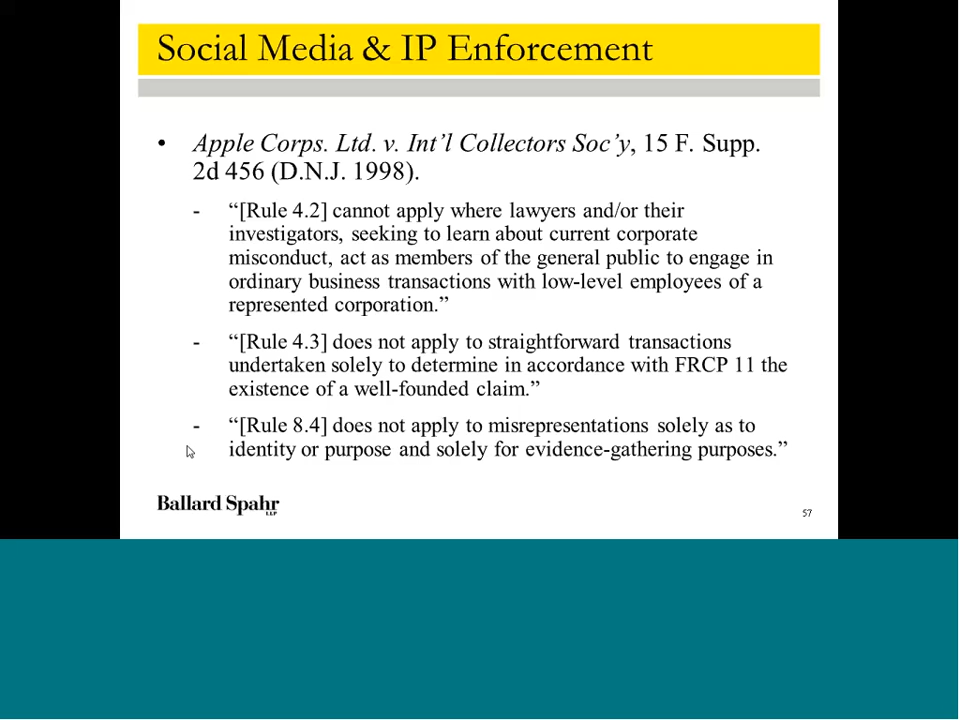 Social Media & IP Enforcement
• Apple Corps. Ltd. v. Int’l Collectors Soc’y, 15 F. Supp.
2d 456 (D.N.J. 1998).
- “[Rule 4.2] cannot apply where lawyers and/or their
investigators, seeking to learn about current corporate
misconduct, act as members of the general public to engage in
ordinary business transactions with low-level employees of a
represented corporation.”
- “[Rule 4.3] does not apply to straightforward transactions
undertaken solely to determine in accordance with FRCP 11 the
existence of a well-founded claim.”
- “[Rule 8.4] does not apply to misrepresentations solely as to
identity or purpose and solely for evidence-gathering purposes.”
Ballard Spahr
LLP
57